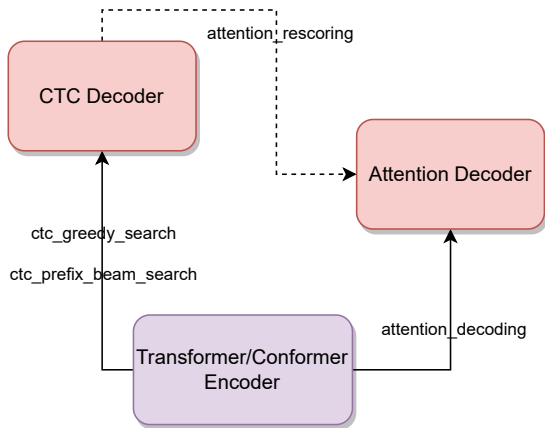 attention_rescoring
CTC Decoder
Attention Decoder
ctc_greedy_search
ctc_prefix_beam_search
attention_decoding
Transformer/Conformer
Encoder